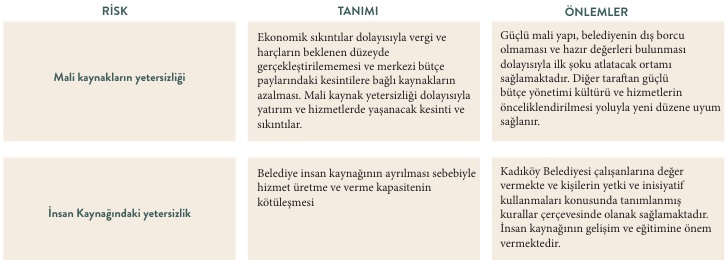 RİSK
TANIMI
ÖNLEMLER
Mali kaynakların yetersizliği
Ekonomik sıkıntılar dolayısıyla vergi ve
harçların beklenen düzeyde
gerçekleştirilememesi ve merkezi bütçe
paylarındaki kesintilere bağlı kaynakların
azalması. Mali kaynak yetersizliği dolayısıyla
yatırım ve hizmetlerde yaşanacak kesinti ve
sıkıntılar.
Güçlü mali yapı, belediyenin dış borcu
olmaması ve hazır değerleri bulunması
dolayısıyla ilk şoku atlatacak ortamı
sağlamaktadır. Diğer taraftan güçlü
bütçe yönetimi kültürü ve hizmetlerin
önceliklendirilmesi yoluyla yeni düzene uyum
sağlanır.
İnsan Kaynağındaki yetersizlik
Belediye insan kaynağının ayrılması sebebiyle
hizmet üretme ve verme kapasitenin
kötüleşmesi
Kadıköy Belediyesi çalışanlarına değer
vermekte ve kişilerin yetki ve inisiyatif
kullanmaları konusunda tanımlanmış
kurallar çerçevesinde olanak sağlamaktadır.
İnsan kaynağının gelişim ve eğitimine önem
vermektedir.